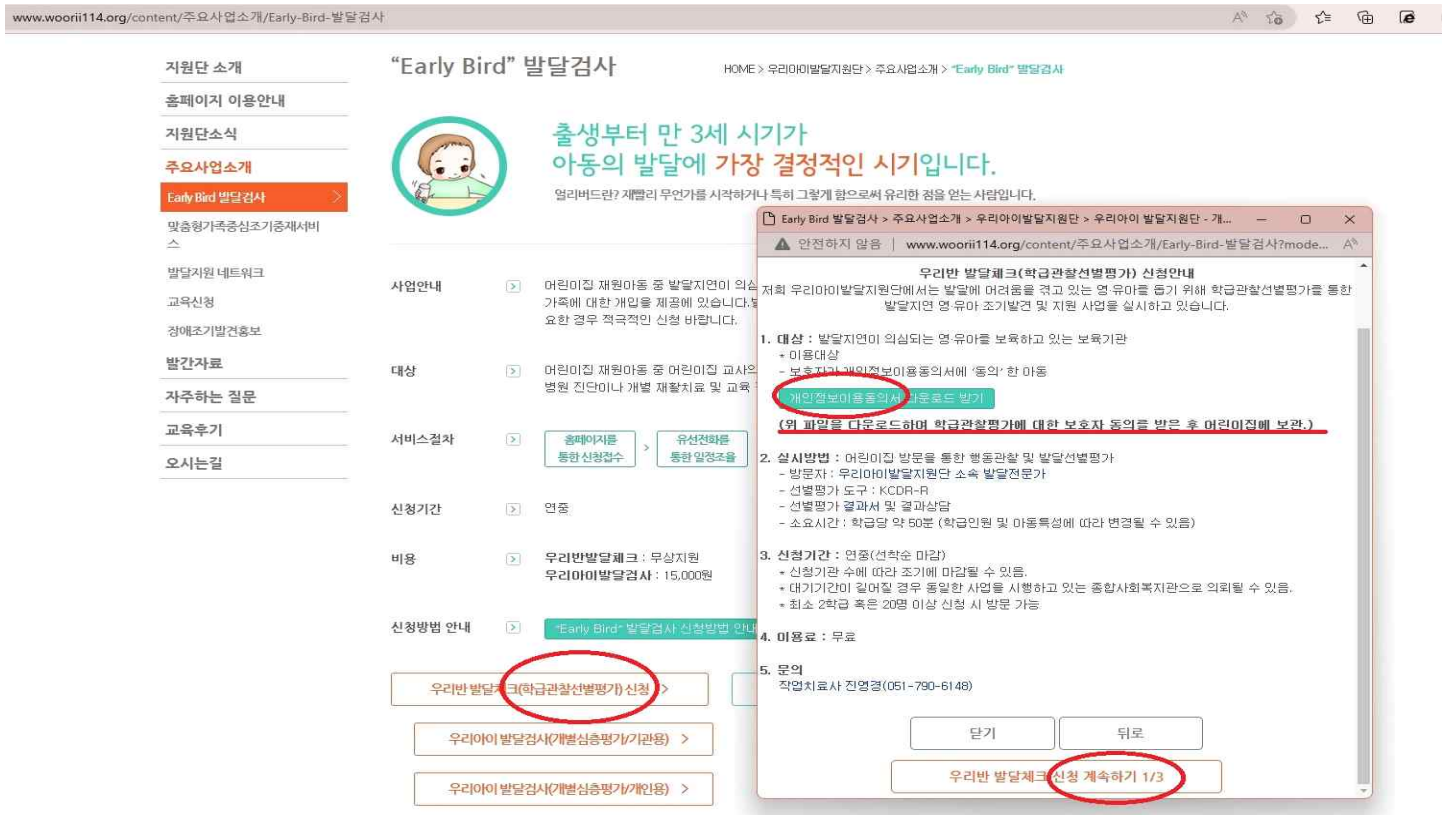 www.woorii114.org/content/주요사업소개/Early-Bird-발달검사
지원단 소개
홈페이지 이용안내
지원단소식
주요사업소개
Early Bird 발달검사 >
맞춤형가족중심조기중재서비
스
발달지원 네트워크
교육신청
장애조기발견홍보
발간자료
자주하는 질문
교육후기
오시는길
“Early Bird” 발달검사
HOME > 우리아이발달지원단 > 주요사업소개 > "Early Bird" 발달검사
출생부터 만 3세 시기가
아동의 발달에 가장 결정적인 시기입니다.
얼리버드란? 재빨리 무언가를 시작하거나 특히 그렇게 함으로써 유리한 점을 얻는 사람입니다.
사업안내
어린이집 재원아동 중 발달지연이 의심
가족에 대한 개입을 제공에 있습니다.
요한 경우 적극적인 신청 바랍니다.
대상
어린이집 재원아동 중 어린이집 교사의
병원 진단이나 개별 재활치료 및 교육
서비스절차
홈페이지를
통한 신청접수
>
유선전화를
통한 일정조율
신청기간
연중
비용
우리반발달체크 : 무상지원
우리아이발달검사 : 15,000원
신청방법 안내
"Early Bird" 발달검사 신청방법 안내
우리반 발달체크(학급관찰선별평가) 신청 >
우리아이 발달검사(개별심층평가/기관용) >
우리아이 발달검사(개별심층평가/개인용) >
Early Bird 발달검사 > 주요사업소개 > 우리아이발달지원단 > 우리아이 발달지원단 - 개...
안전하지 않음 | www.woorii114.org/content/주요사업소개/Early-Bird-발달검사?mode...
우리반 발달체크(학급관찰선별평가) 신청안내
저희 우리아이발달지원단에서는 발달에 어려움을 겪고 있는 영·유아를 돕기 위해 학급관찰선별평가를 통한
발달지연 영·유아 조기발견 및 지원 사업을 실시하고 있습니다.
1. 대상 : 발달지연이 의심되는 영·유아를 보육하고 있는 보육기관
* 이용대상
- 보호자가 개인정보이용동의서에 ‘동의’ 한 아동
개인정보이용동의서 다운로드 받기
(위 파일을 다운로드하며 학급관찰평가에 대한 보호자 동의를 받은 후 어린이집에 보관.)
2. 실시방법 : 어린이집 방문을 통한 행동관찰 및 발달선별평가
- 방문자 : 우리아이발달지원단 소속 발달전문가
- 선별평가 도구 : KCDR-R
- 선별평가 결과서 및 결과상담
- 소요시간 : 학급당 약 50분 (학급인원 및 아동특성에 따라 변경될 수 있음)
3. 신청기간 : 연중(선착순 마감)
* 신청기관 수에 따라 조기에 마감될 수 있음.
* 대기기간이 길어질 경우 동일한 사업을 시행하고 있는 종합사회복지관으로 의뢰될 수 있음.
* 최소 2학급 혹은 20명 이상 신청 시 방문 가능
4. 이용료 : 무료
5. 문의
작업치료사 진영경(051-790-6148)
닫기
뒤로
우리반 발달체크 신청 계속하기 1/3